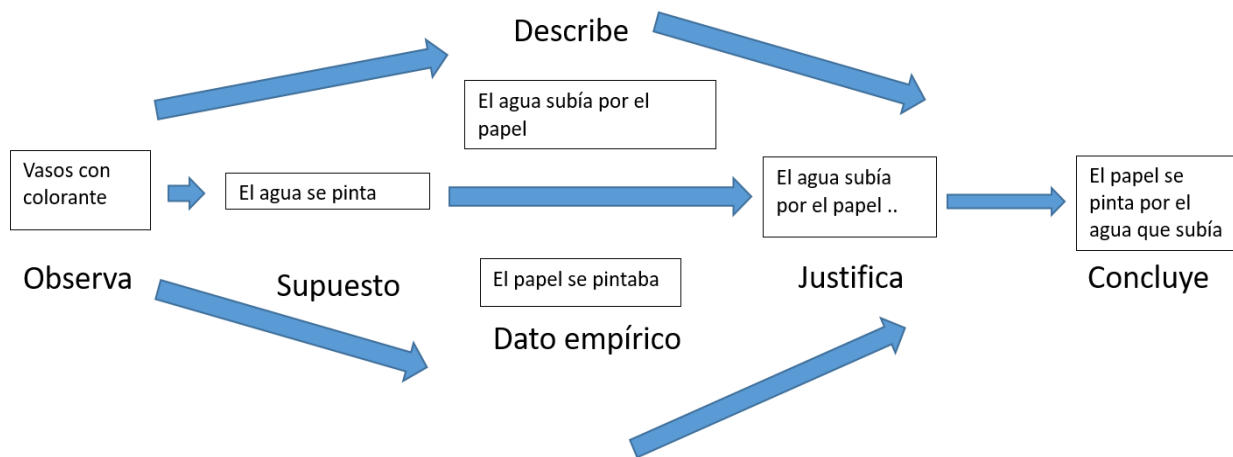 Describe
El agua subía por el
papel
Vasos con
colorante
El agua se pinta
El agua subía
por el papel ..
El papel se
pinta por el
agua que subía
Observa
Supuesto
El papel se pintaba
Justifica
Concluye
Dato empírico